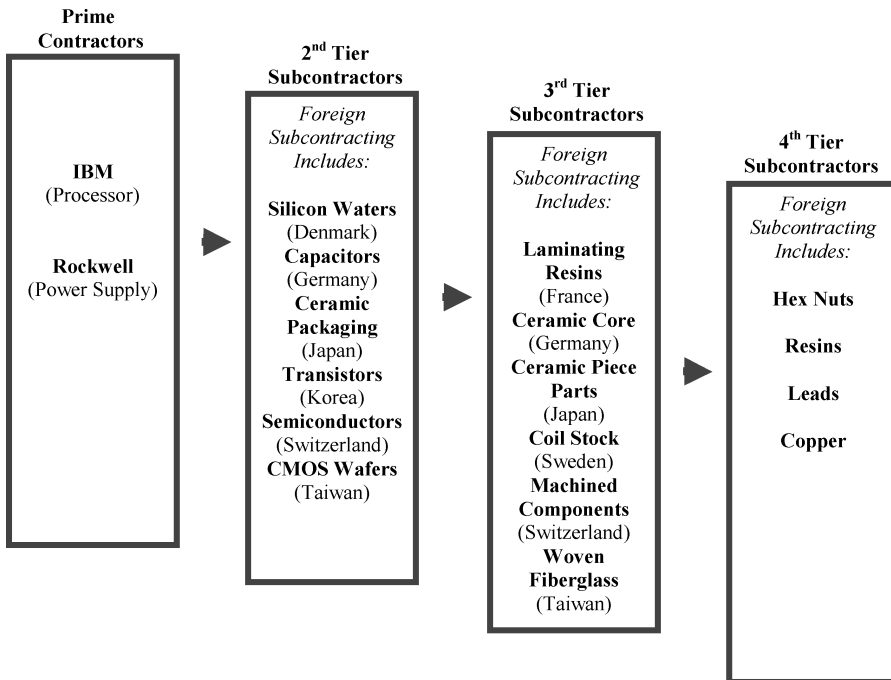 Prime
Contractors
IBM
(Processor)
Rockwell
(Power Supply)
2nd Tier
Subcontractors
Foreign
Subcontracting
Includes:
Silicon Waters
(Denmark)
Capacitors
(Germany)
Ceramic
Packaging
(Japan)
Transistors
(Korea)
Semiconductors
(Switzerland)
CMOS Wafers
(Taiwan)
3rd Tier
Subcontractors
Foreign
Subcontracting
Includes:
Laminating
Resins
(France)
Ceramic Core
(Germany)
Ceramic Piece
Parts
(Japan)
Coil Stock
(Sweden)
Machined
Components
(Switzerland)
Woven
Fiberglass
(Taiwan)
4th Tier
Subcontractors
Foreign
Subcontracting
Includes:
Hex Nuts
Resins
Leads
Copper